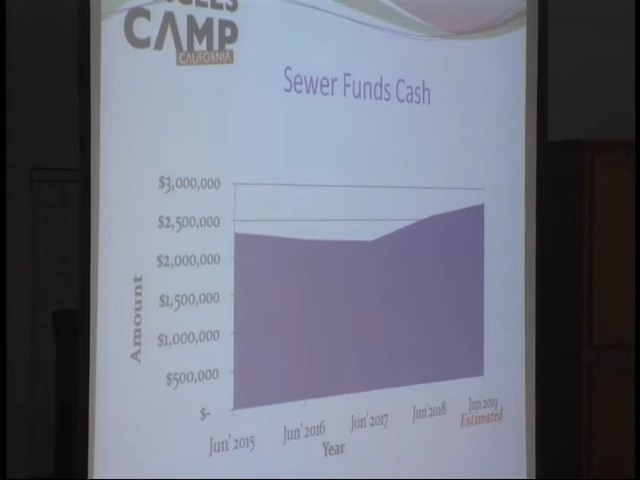 CAMP
CALIFORNIA
Sewer Funds Cash
$3,000,000
$2,500,000
$2,000,000
$1,500,000
$1,000,000
$500,000
$-
Amount
Jun' 2015
Jun' 2016
Jun' 2017
Jun' 2018
Jun' 2019
Estimated
Year